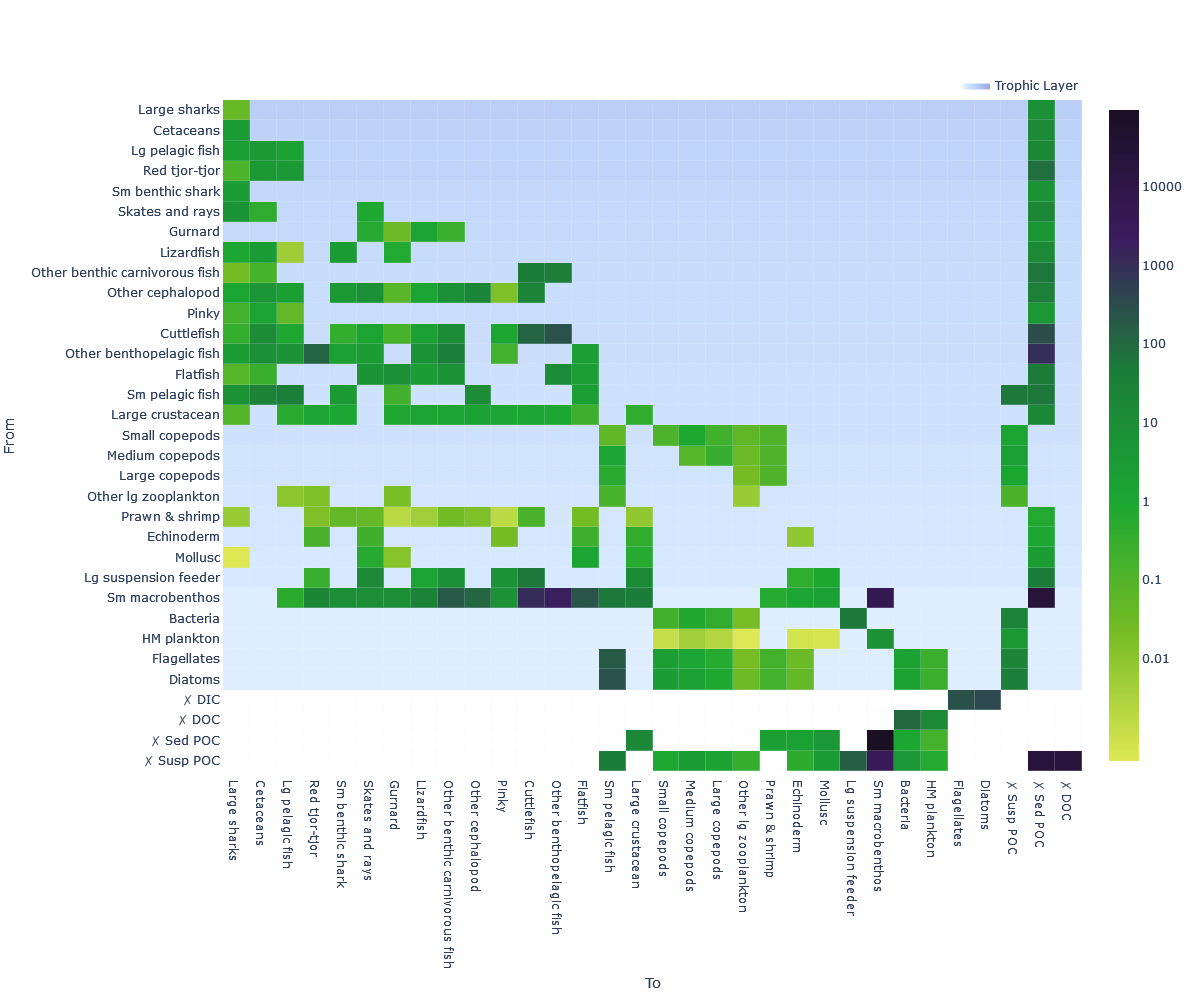 Trophic Layer
Large sharks
Cetaceans
Lg pelagic fish
Red tjor-tjor
Sm benthic shark
Skates and rays
Gurnard
Lizardfish
Other benthic carnivorous fish
Other cephalopod
Pinky
Cuttlefish
Other benthopelagic fish
Flatfish
Sm pelagic fish
Large crustacean
Small copepods
Medium copepods
Large copepods
Other lg zooplankton
Prawn & shrimp
Echinoderm
Mollusc
Lg suspension feeder
Sm macrobenthos
Bacteria
HM plankton
Flagellates
Diatoms
✗ DIC
✗ DOC
✗ Sed POC
✗ Susp POC
From
10000
1000
100
10
1
0.1
0.01
Large sharks
Cetaceans
Lg pelagic fish
Red tjor-tjor
Sm benthic shark
Skates and rays
Gurnard
Lizardfish
Other benthic carnivorous fish
Other cephalopod
Pinky
Cuttlefish
Other benthopelagic fish
Flatfish
Sm pelagic fish
Large crustacean
Small copepods
Medium copepods
Large copepods
Other lg zooplankton
Prawn & shrimp
Echinoderm
Mollusc
Lg suspension feeder
Sm macrobenthos
Bacteria
HM plankton
Flagellates
Diatoms
✗ Susp POC
✗ Sed POC
✗ DOC
To